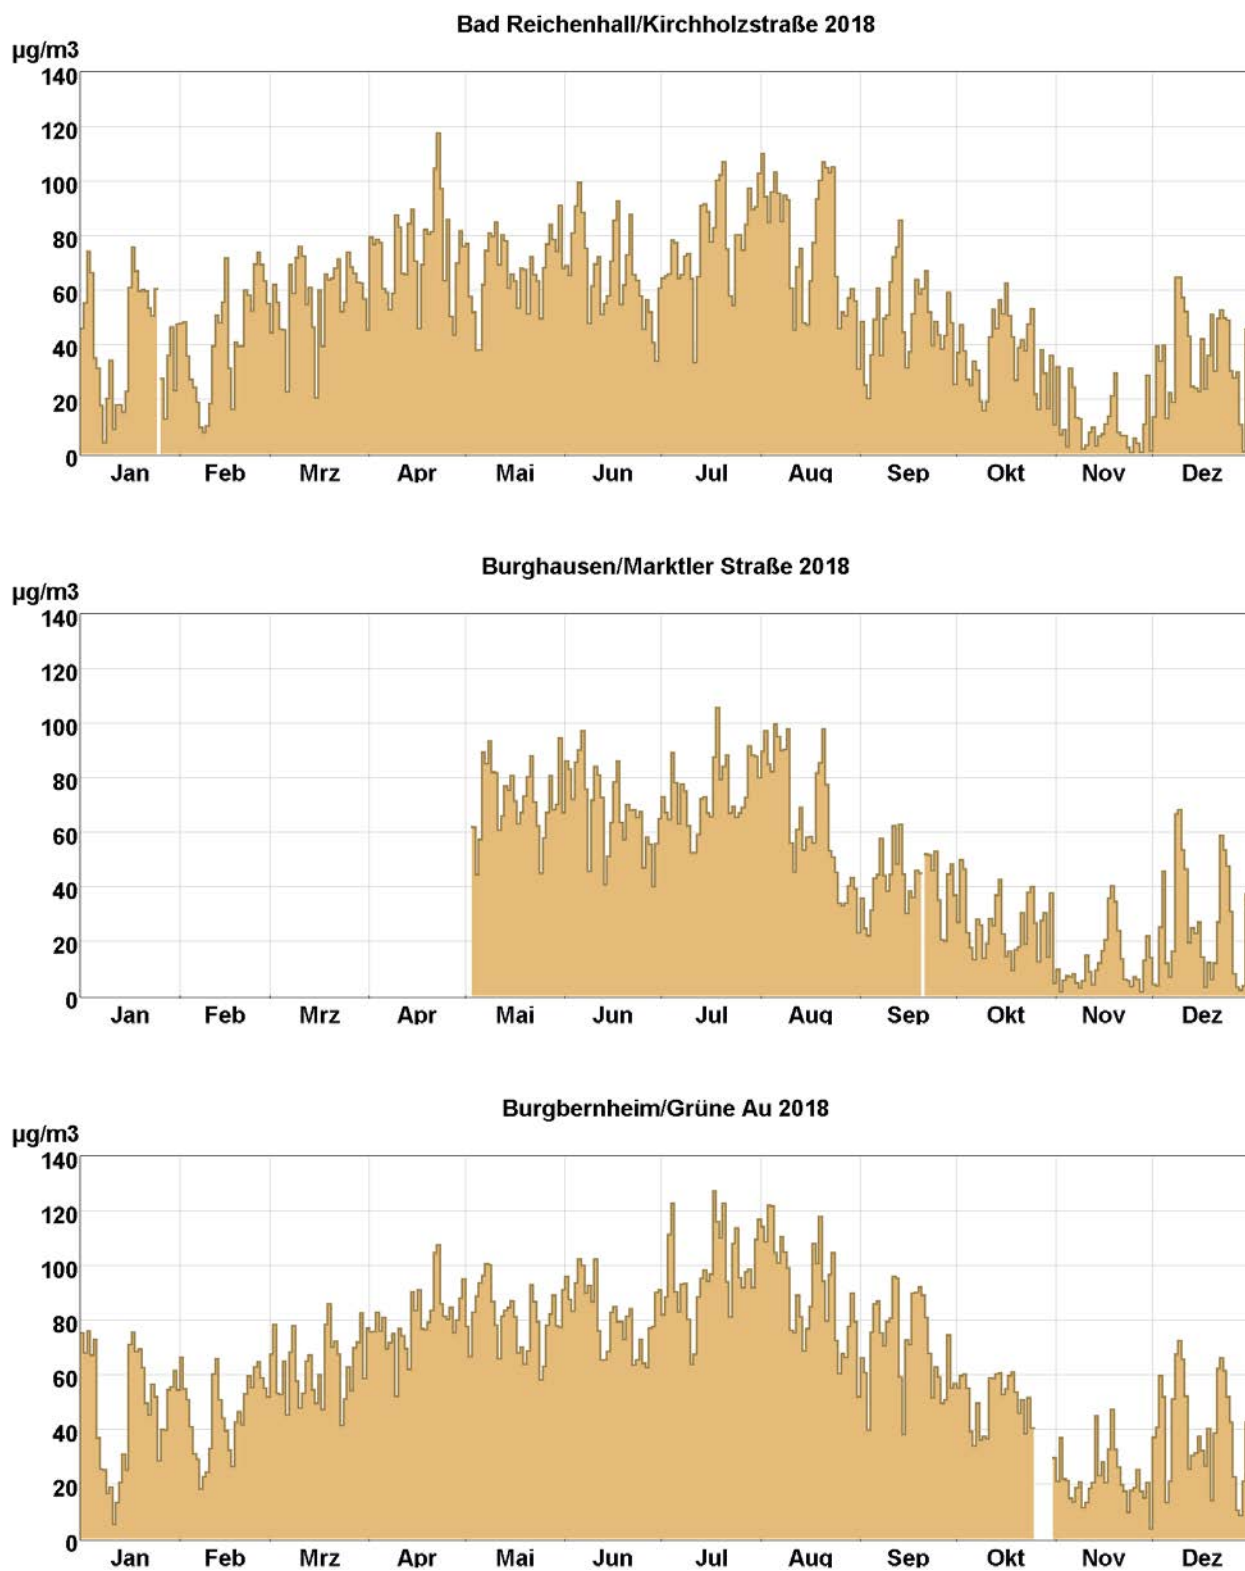 Bad Reichenhall/Kirchholzstraße 2018
µg/m3
140
120
100
80
60
40
20
0
Jan Feb Mrz Apr Mai Jun Jul Aug Sep Okt Nov Dez
Burghausen/Marktler Straße 2018
µg/m3
140
120
100
80
60
40
20
0
Jan Feb Mrz Apr Mai Jun Jul Aug Sep Okt Nov Dez
Burgbernheim/Grüne Au 2018
µg/m3
140
120
100
80
60
40
20
0
Jan Feb Mrz Apr Mai Jun Jul Aug Sep Okt Nov Dez